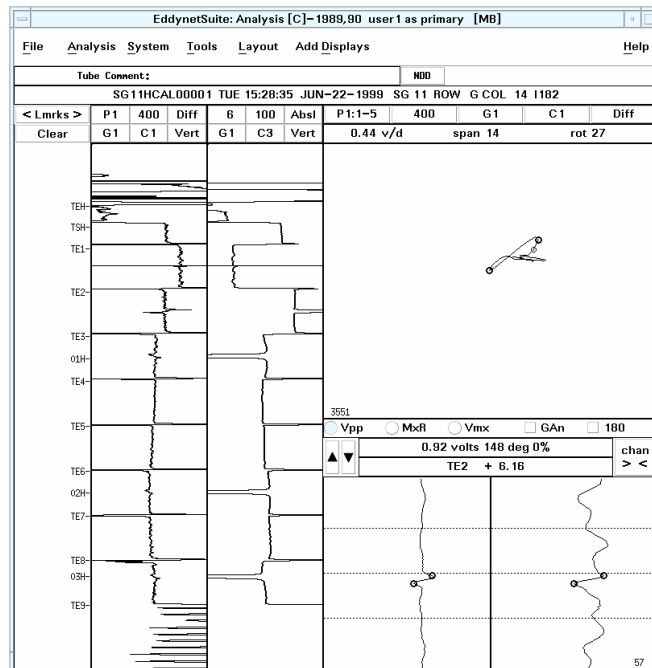 EddynetSuite: Analysis [C]-1989,90 user1 as primary [MB]
File Analysis System Tools Layout Add Displays Help
Tube Comment: NDD
SG11HCAL00001 TUE 15:28:35 JUN-22-1999 SG 11 ROW G COL 14 I182
< Lmrks > P1 400 Diff 6 100 Absl P1:1-5 400 G1 C1 Diff
Clear G1 C1 Vert G1 C3 Vert 0.44 v/d span 14 rot 27
TEH
TSH
TE1
TE2
TE3
01H
TE4
TE5
TE6
02H
TE7
TE8
03H
TE9
3551
Vpp MxR Vmx GAn 180
0.92 volts 148 deg 0% chan
TE2 + 6.16 > <
57